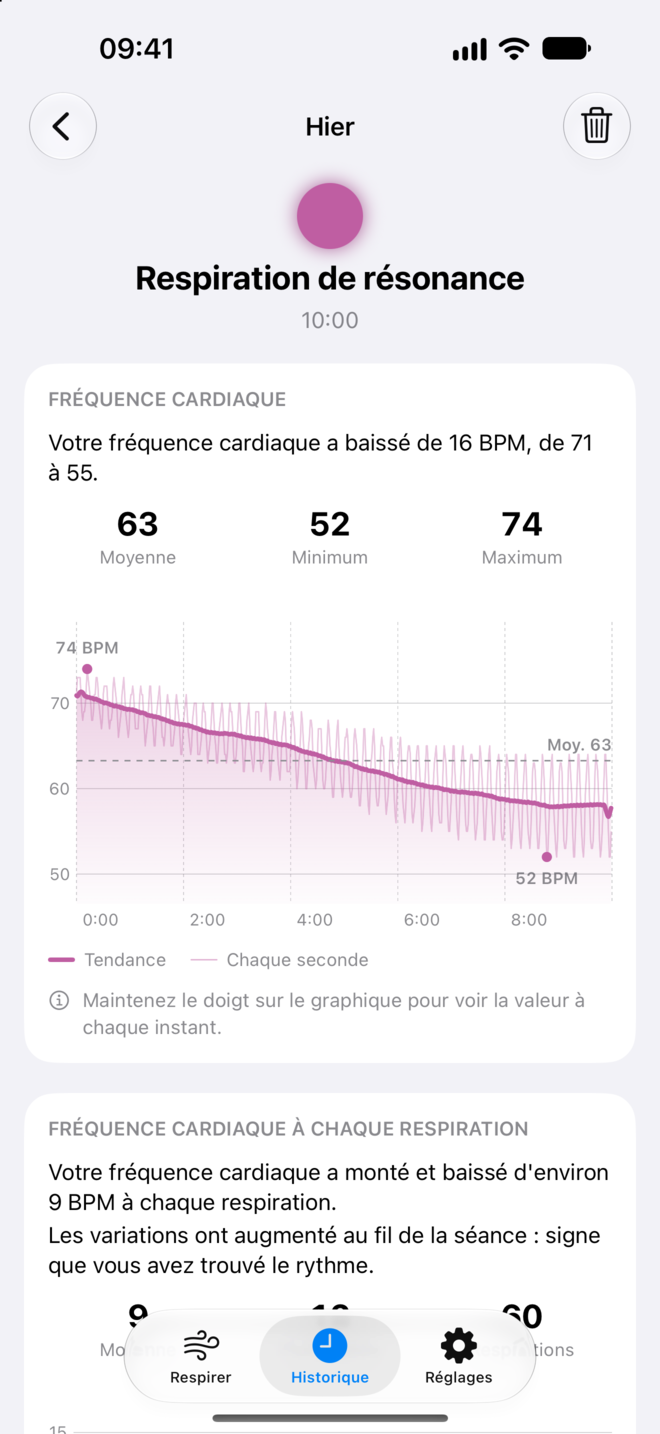 09:41
Hier
Respiration de résonance
10:00
FRÉQUENCE CARDIAQUE
Votre fréquence cardiaque a baissé de 16 BPM, de 71
à 55.
63 52 74
Moyenne Minimum Maximum
74 BPM
70
Moy. 63
60
50
52 BPM
0:00 2:00 4:00 6:00 8:00
Tendance Chaque seconde
Maintenez le doigt sur le graphique pour voir la valeur à
chaque instant.
FRÉQUENCE CARDIAQUE À CHAQUE RESPIRATION
Votre fréquence cardiaque a monté et baissé d'environ
9 BPM à chaque respiration.
Les variations ont augmenté au fil de la séance : signe
que vous avez trouvé le rythme.
9
Respirer Historique Réglages
15